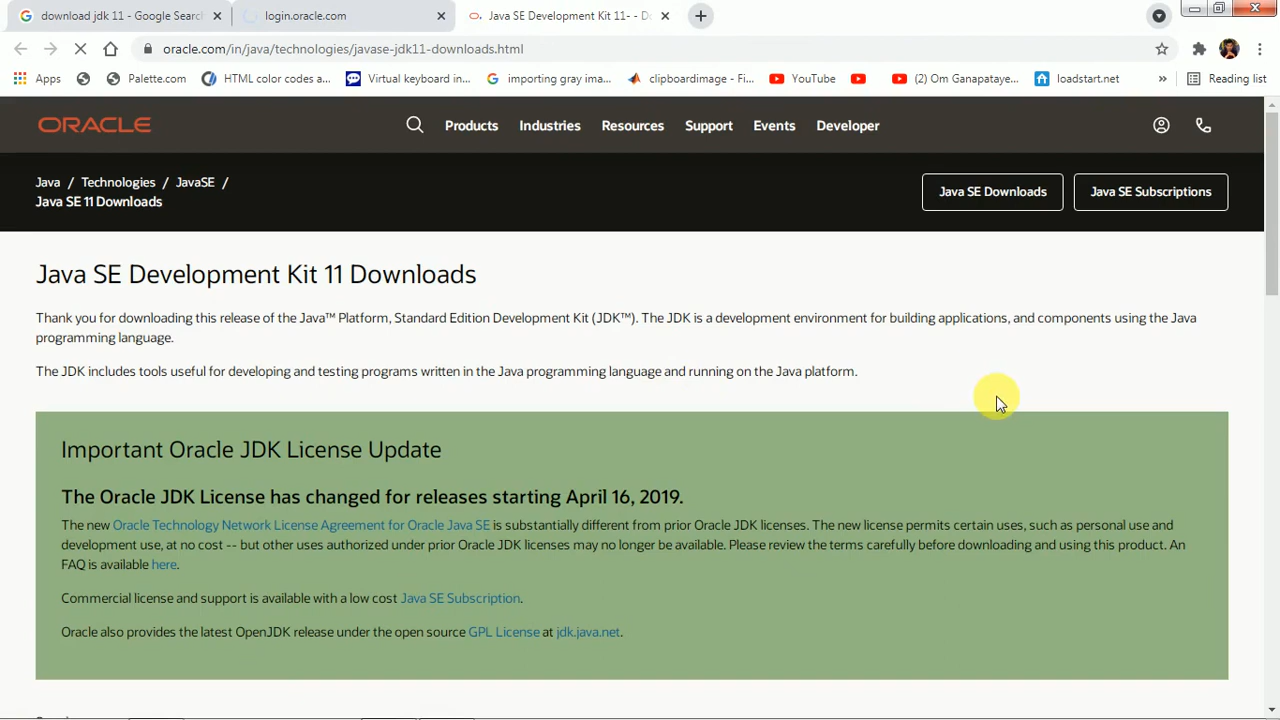 download jdk 11 - Google Search
login.oracle.com
Java SE Development Kit 11- - Do
oracle.com/in/java/technologies/javase-jdk11-downloads.html
Apps
Palette.com
HTML color codes a...
Virtual keyboard in...
importing gray ima...
clipboardimage - Fi...
YouTube
(2) Om Ganapataye...
loadstart.net
»
Reading list
ORACLE
Products
Industries
Resources
Support
Events
Developer
Java / Technologies / JavaSE /
Java SE 11 Downloads
Java SE Downloads
Java SE Subscriptions
Java SE Development Kit 11 Downloads
Thank you for downloading this release of the Java™ Platform, Standard Edition Development Kit (JDK™). The JDK is a development environment for building applications, and components using the Java
programming language.
The JDK includes tools useful for developing and testing programs written in the Java programming language and running on the Java platform.
Important Oracle JDK License Update
The Oracle JDK License has changed for releases starting April 16, 2019.
The new Oracle Technology Network License Agreement for Oracle Java SE is substantially different from prior Oracle JDK licenses. The new license permits certain uses, such as personal use and
development use, at no cost -- but other uses authorized under prior Oracle JDK licenses may no longer be available. Please review the terms carefully before downloading and using this product. An
FAQ is available here.
Commercial license and support is available with a low cost Java SE Subscription.
Oracle also provides the latest OpenJDK release under the open source GPL License at jdk.java.net.